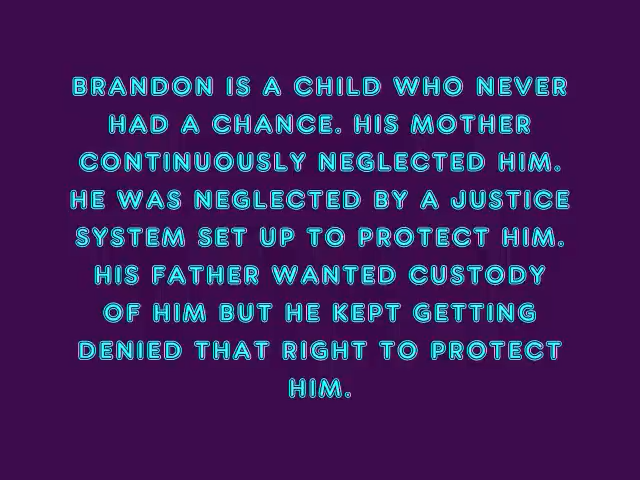 BRANDON IS A CHILD WHO NEVER
HAD A CHANCE. HIS MOTHER
CONTINUOUSLY NEGLECTED HIM.
HE WAS NEGLECTED BY A JUSTICE
SYSTEM SET UP TO PROTECT HIM.
HIS FATHER WANTED CUSTODY
OF HIM BUT HE KEPT GETTING
DENIED THAT RIGHT TO PROTECT
HIM.